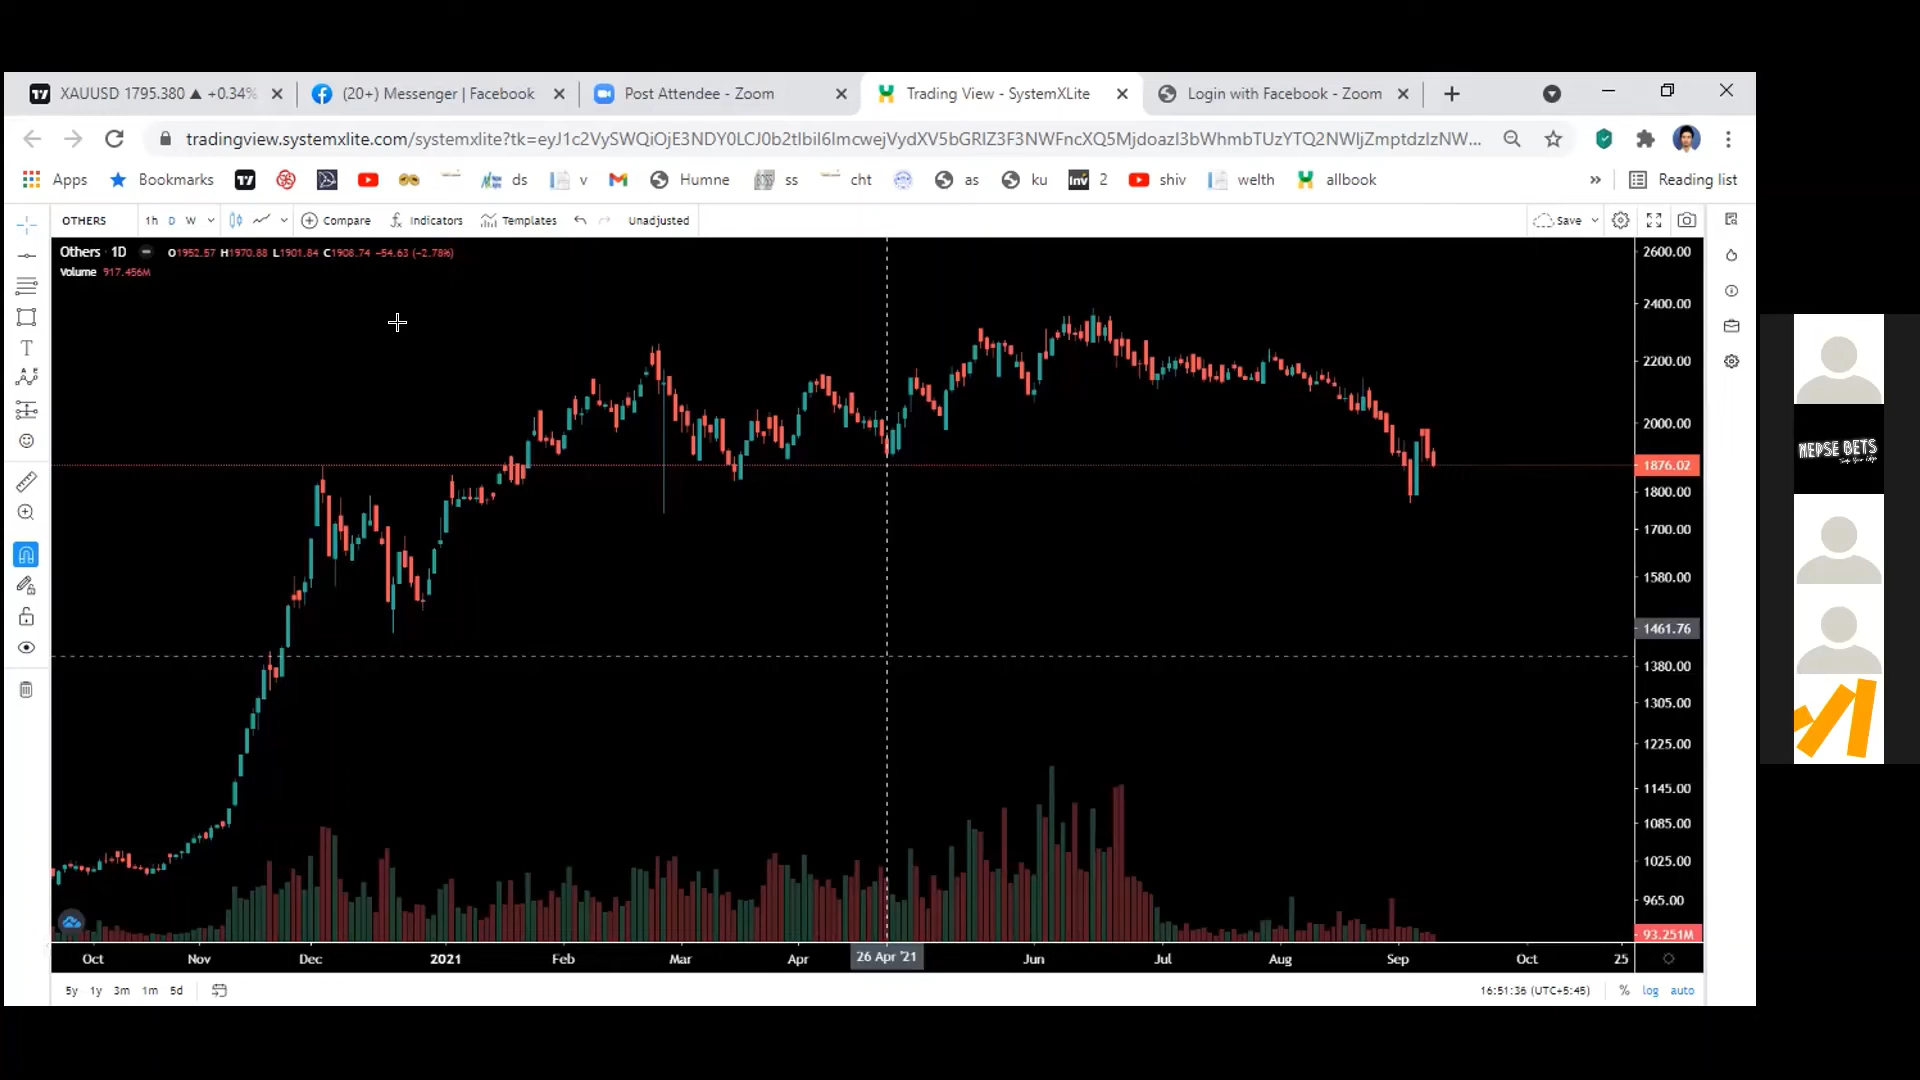 XAUUSD 1795.380 ▲ +0.34%
(20+) Messenger | Facebook
Post Attendee - Zoom
Trading View - SystemXLite
Login with Facebook - Zoom
Apps
Bookmarks
ds
v
Humne
ss
cht
as
ku
Inv
2
shiv
welth
allbook
»
Reading list
OTHERS
1h D W
Compare
Indicators
Templates
Unadjusted
Save
Others · 1D O1952.57 H1970.88 L1901.84 C1908.74 −54.63 (−2.78%)
Volume 917.456M
2600.00
2400.00
2200.00
2000.00
1876.02
1800.00
1700.00
1580.00
1461.76
1380.00
1305.00
1225.00
1145.00
1085.00
1025.00
965.00
93.251M
Oct Nov Dec 2021 Feb Mar Apr 26 Apr '21 Jun Jul Aug Sep Oct 25
5y 1y 3m 1m 5d
16:51:36 (UTC+5:45)
% log auto
NEPSE BETS